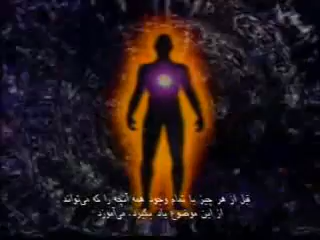 قبل از هر چیز با تمام وجود همه آنچه را که می‌تواند
از این موضوع یاد بگیرد، می‌آموزد